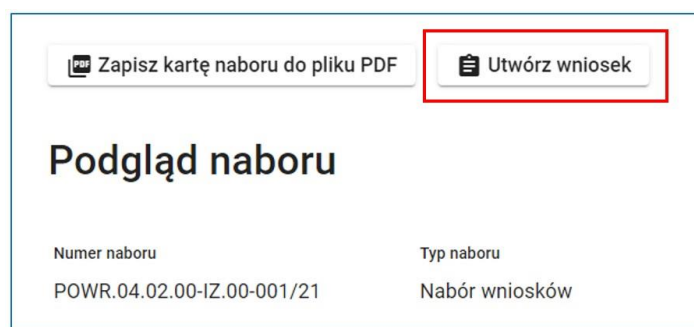 PDF Zapisz kartę naboru do pliku PDF Utwórz wniosek
Podgląd naboru
Numer naboru Typ naboru
POWR.04.02.00-IZ.00-001/21 Nabór wniosków